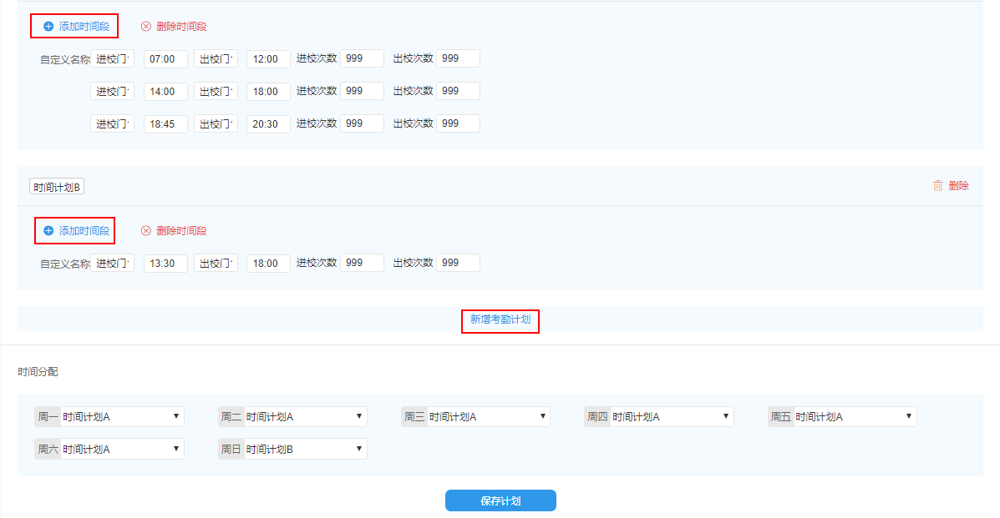 添加时间段 删除时间段
自定义名称 进校门 07:00 出校门 12:00 进校次数 999 出校次数 999
进校门 14:00 出校门 18:00 进校次数 999 出校次数 999
进校门 18:45 出校门 20:30 进校次数 999 出校次数 999
时间计划B 删除
添加时间段 删除时间段
自定义名称 进校门 13:30 出校门 18:00 进校次数 999 出校次数 999
新增考勤计划
时间分配
周一 时间计划A 周二 时间计划A 周三 时间计划A 周四 时间计划A 周五 时间计划A
周六 时间计划A 周日 时间计划B
保存计划